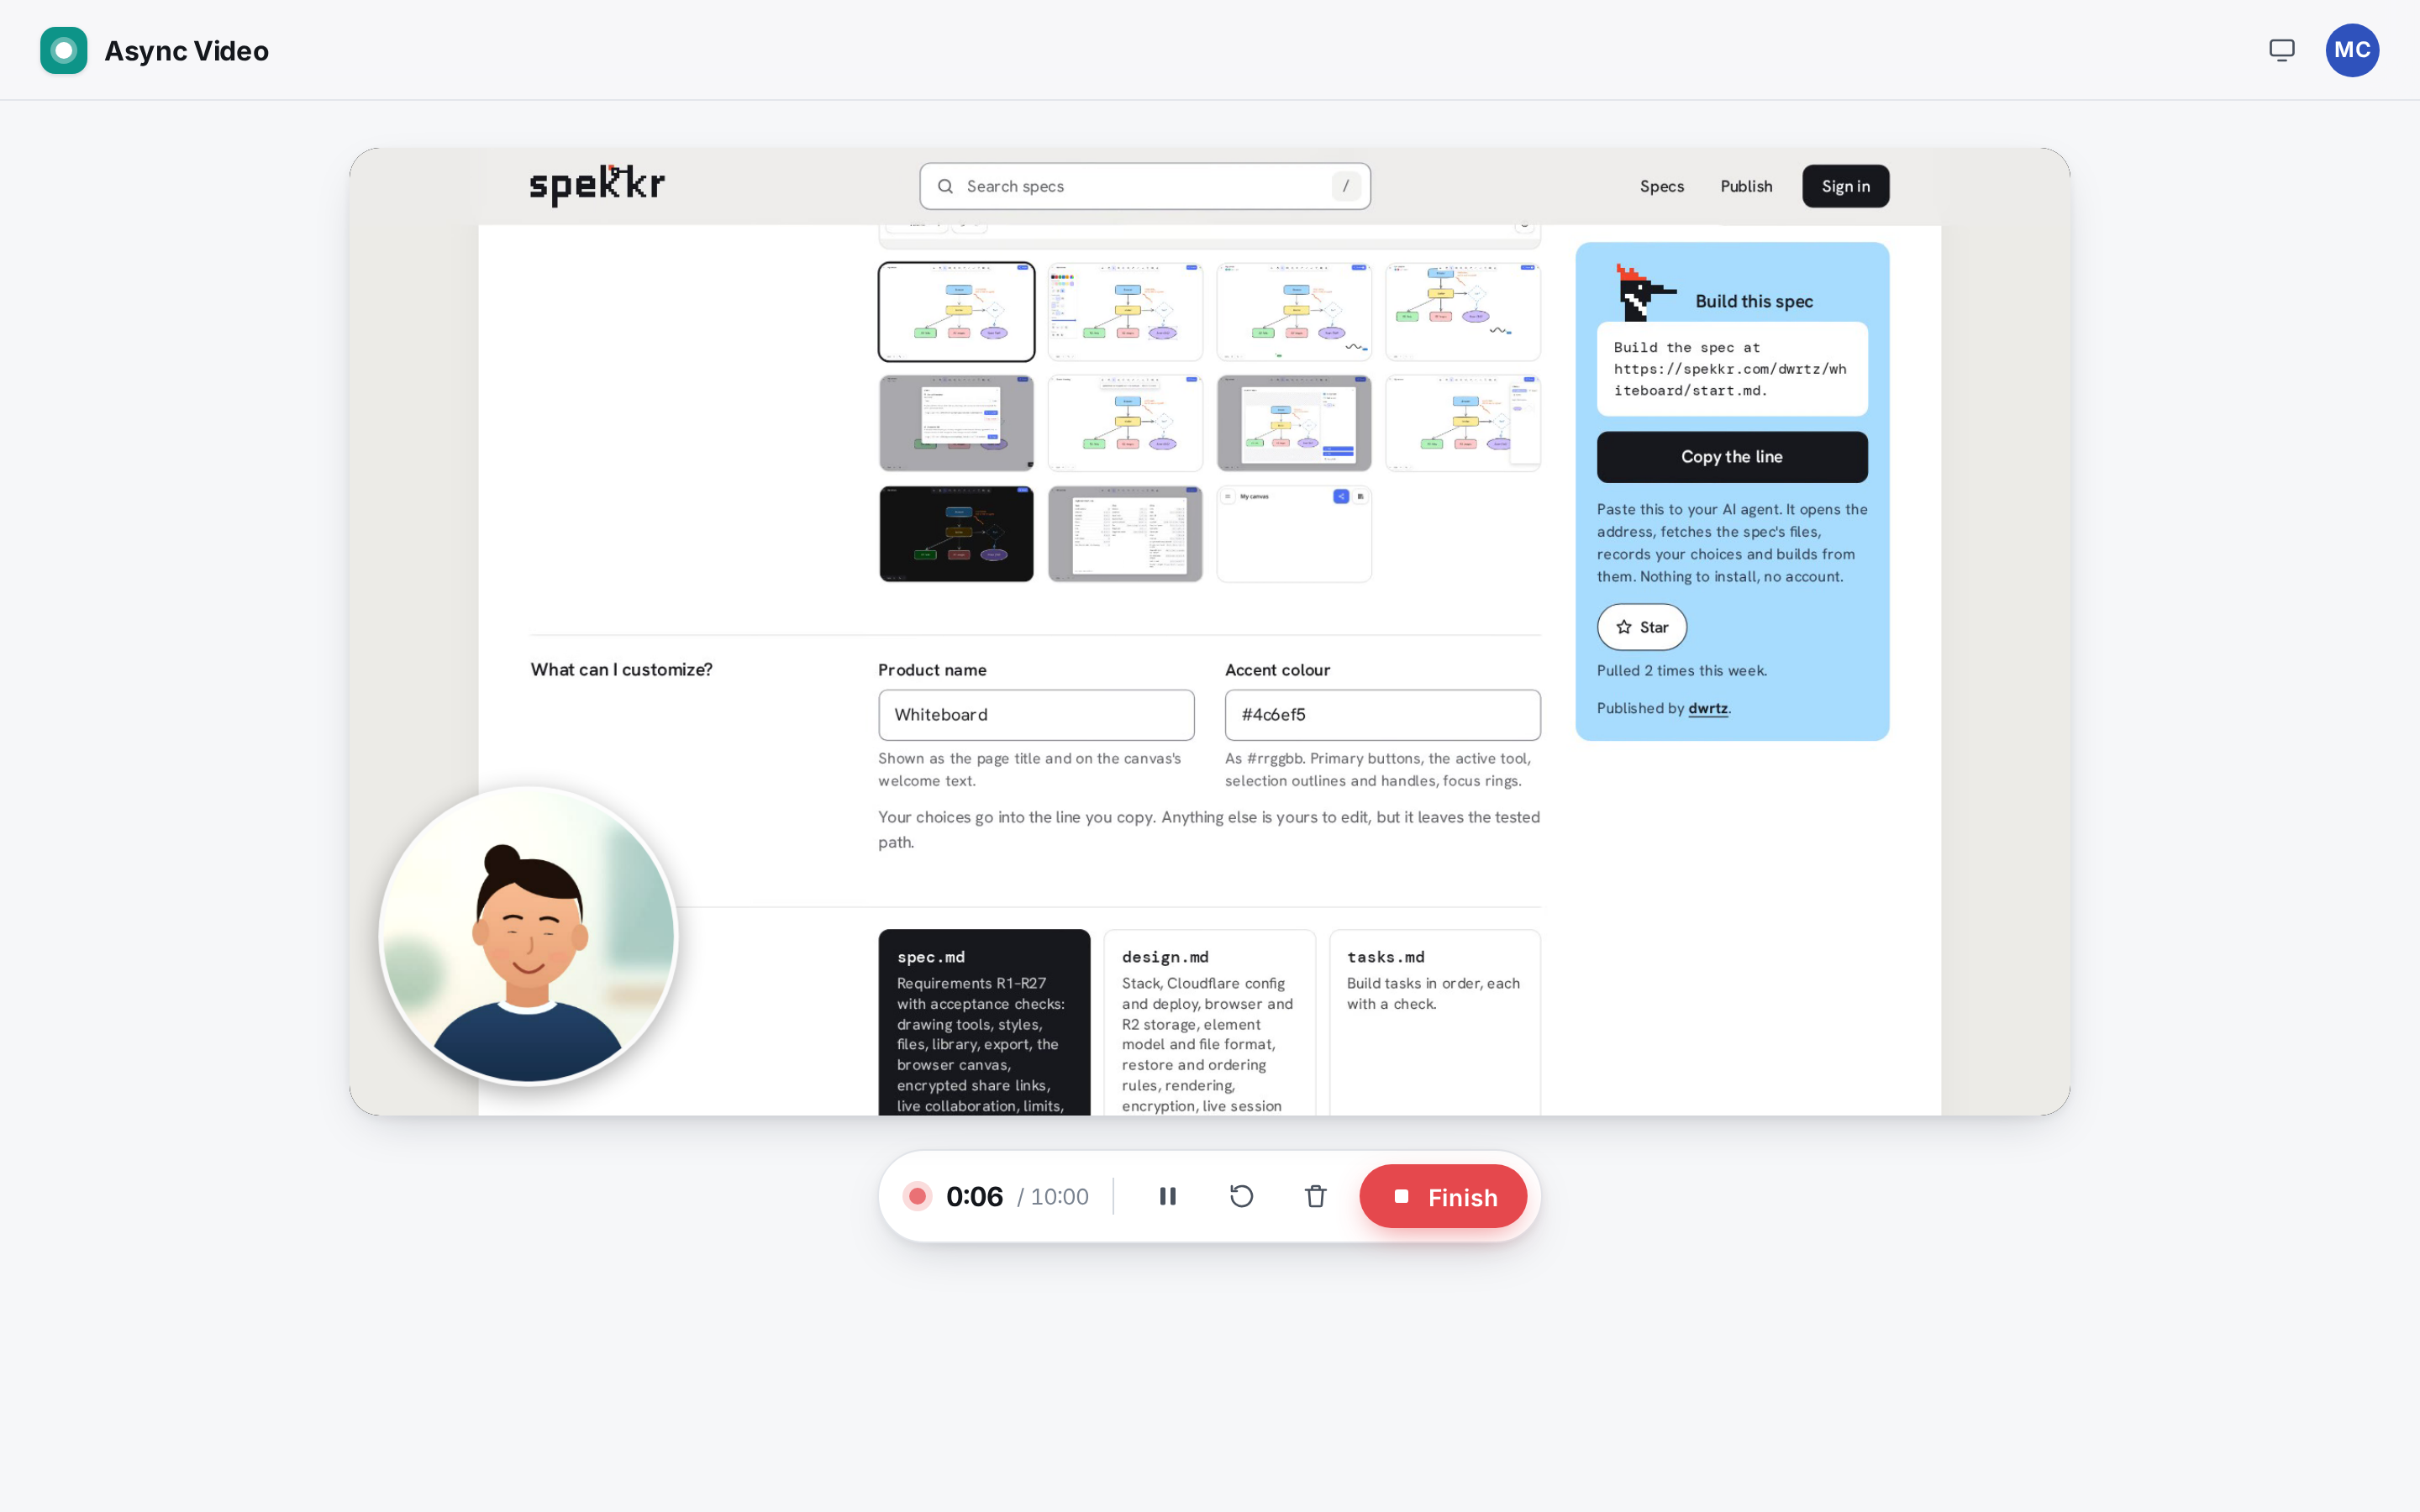 Async Video
MC
spekkr
Search specs
/
Specs
Publish
Sign in
Build this spec
Build the spec at
https://spekkr.com/dwrtz/wh
iteboard/start.md.
Copy the line
Paste this to your AI agent. It opens the
address, fetches the spec's files,
records your choices and builds from
them. Nothing to install, no account.
Star
Pulled 2 times this week.
Published by dwrtz.
My canvas
What can I customize?
Product name
Whiteboard
Shown as the page title and on the canvas's
welcome text.
Accent colour
#4c6ef5
As #rrggbb. Primary buttons, the active tool,
selection outlines and handles, focus rings.
Your choices go into the line you copy. Anything else is yours to edit, but it leaves the tested
path.
spec.md
Requirements R1–R27
with acceptance checks:
drawing tools, styles,
files, library, export, the
browser canvas,
encrypted share links,
live collaboration, limits,
design.md
Stack, Cloudflare config
and deploy, browser and
R2 storage, element
model and file format,
restore and ordering
rules, rendering,
encryption, live session
tasks.md
Build tasks in order, each
with a check.
0:06 / 10:00
Finish